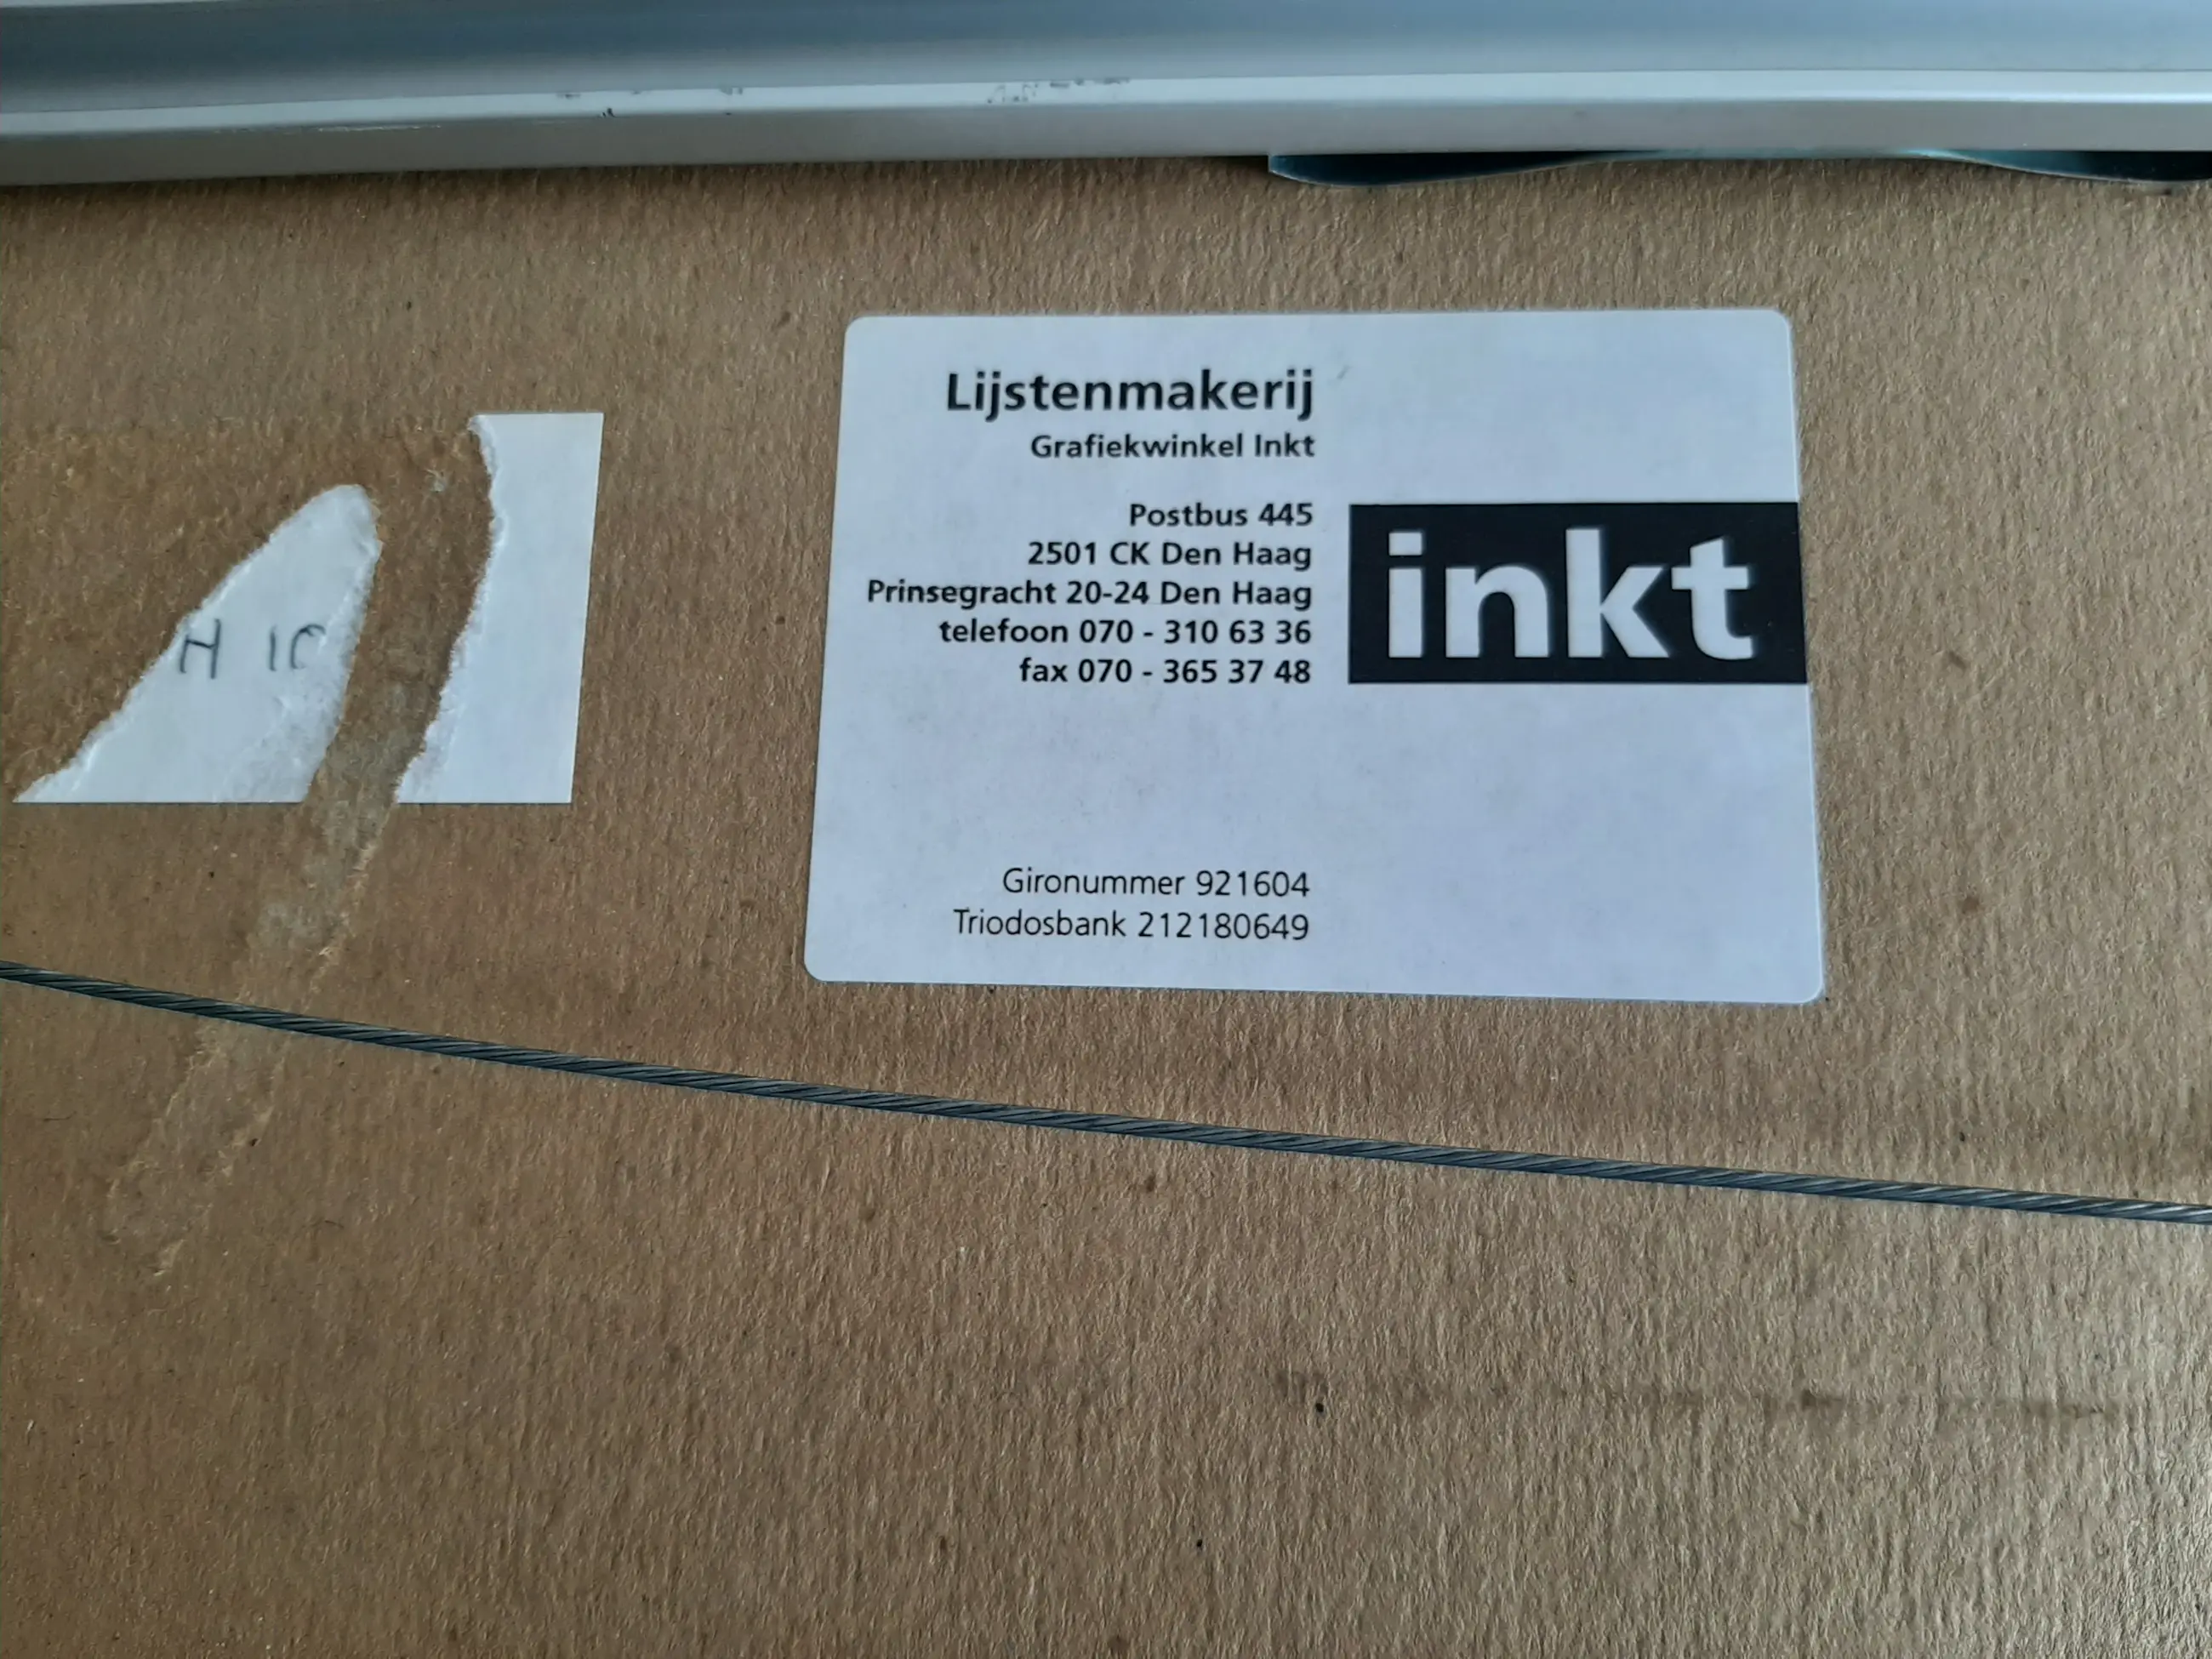 Lijstenmakerij
Grafiekwinkel Inkt
Postbus 445
2501 CK Den Haag
Prinsegracht 20-24 Den Haag
telefoon 070 - 310 63 36
fax 070 - 365 37 48
inkt
Gironummer 921604
Triodosbank 212180649
H